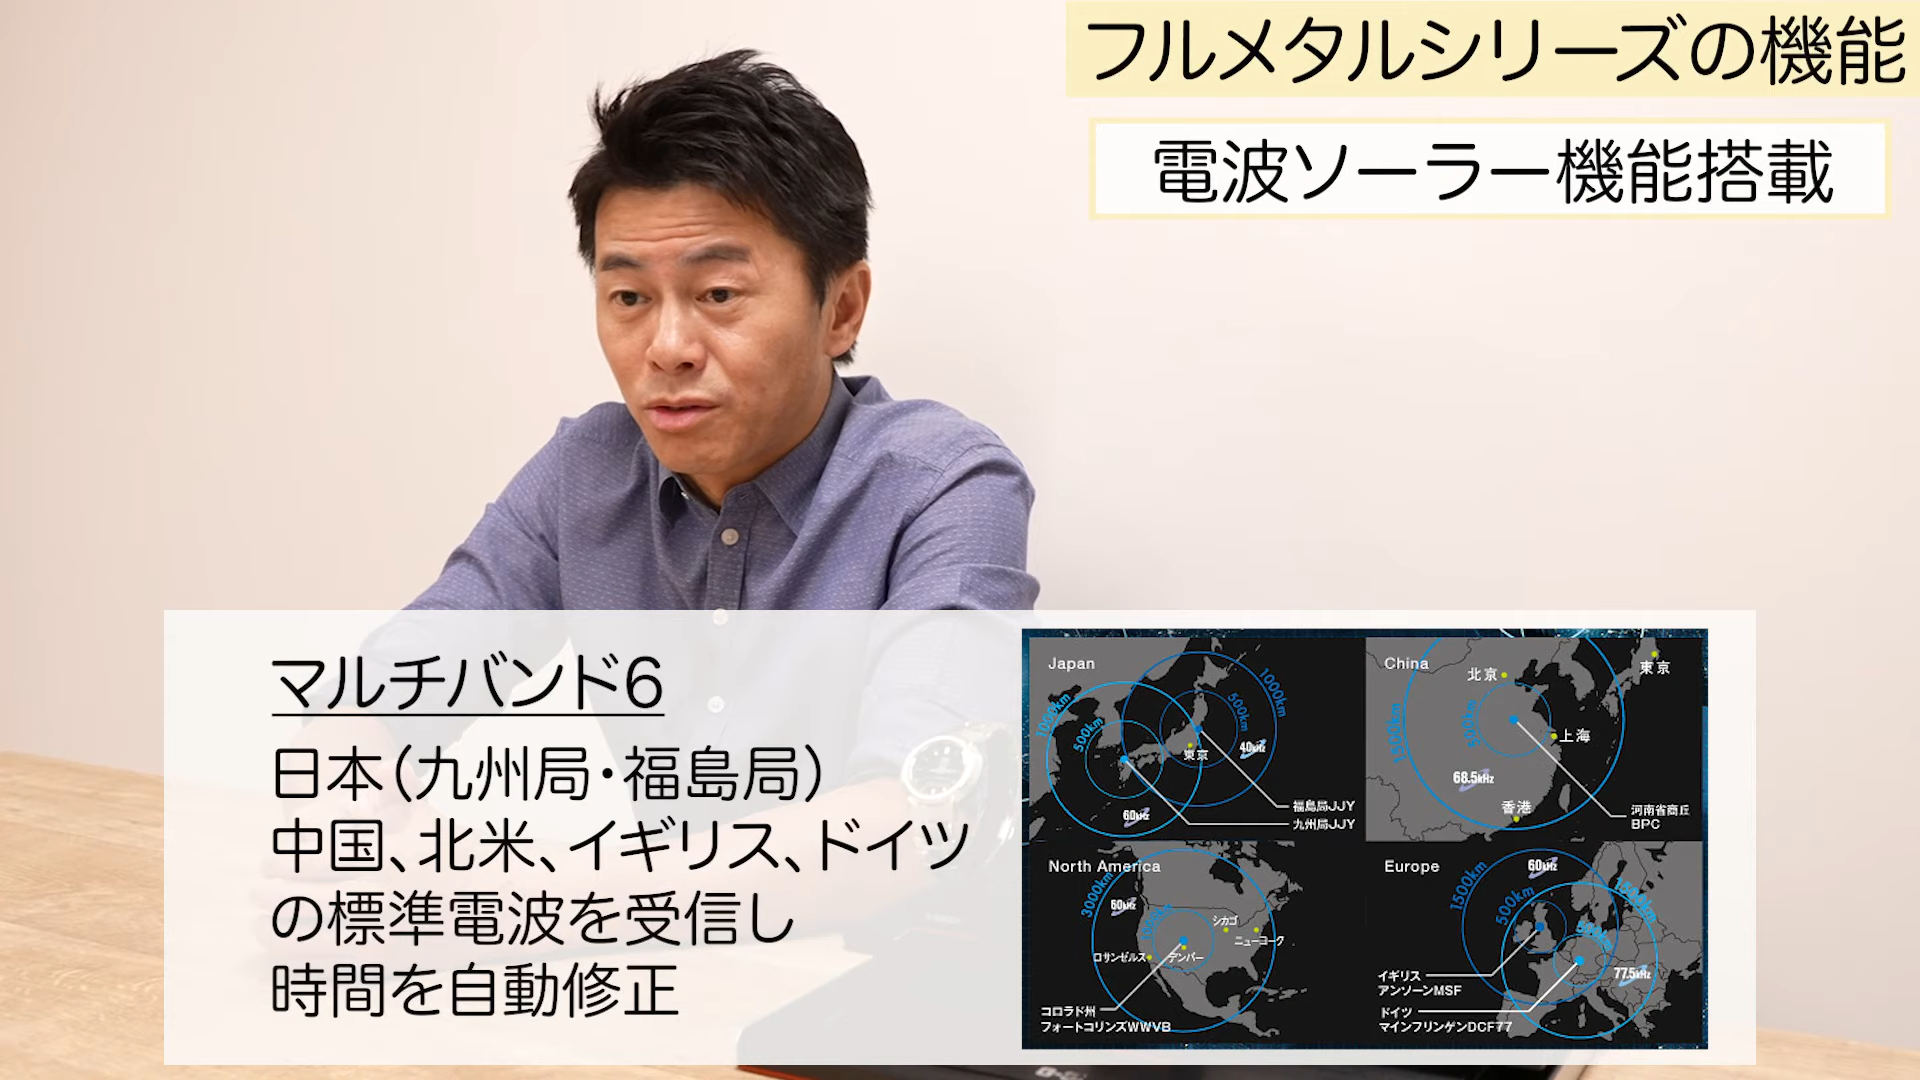 フルメタルシリーズの機能
電波ソーラー機能搭載
マルチバンド6
日本(九州局・福島局)
中国、北米、イギリス、ドイツ
の標準電波を受信し
時間を自動修正
Japan
1000km
500km
1000km
500km
東京
40kHz
60kHz
福島局JJY
九州局JJY
China
北京
東京
1500km
500km
上海
68.5kHz
香港
河南省商丘
BPC
North America
3000km
60kHz
シカゴ
ニューヨーク
ロサンゼルス
デンバー
コロラド州
フォートコリンズWWVB
Europe
60kHz
1500km
500km
1500km
500km
77.5kHz
イギリス
アンソーンMSF
ドイツ
マインフリンゲンDCF77